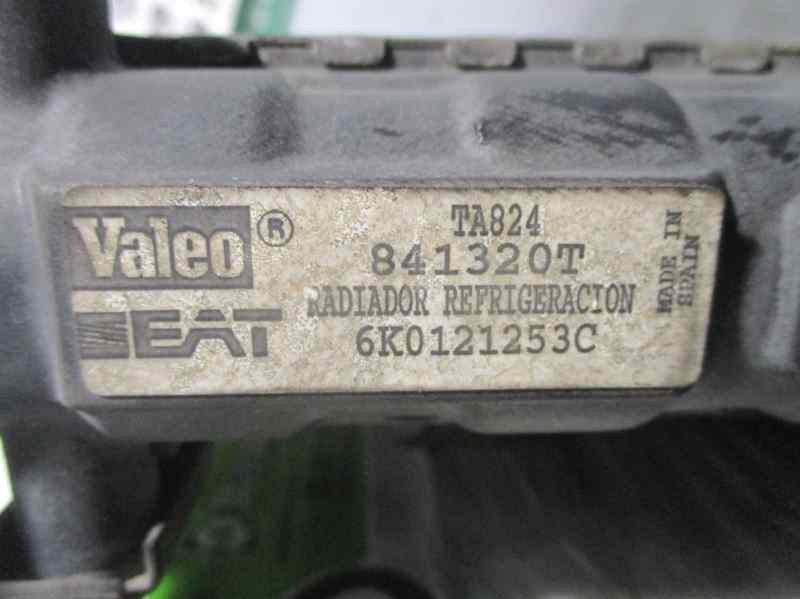 Valeo®
SEAT
TA824
841320T
RADIADOR REFRIGERACION
6K0121253C
MADE IN
SPAIN